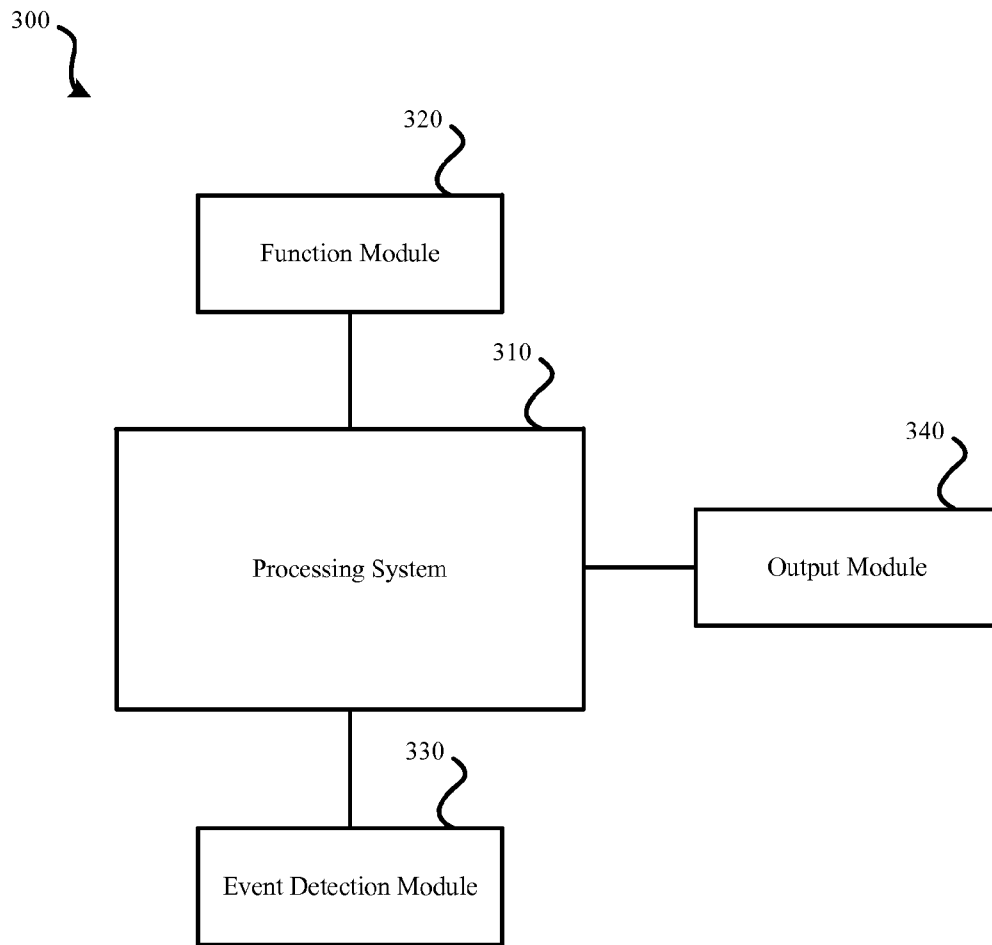 300
320
Function Module
310
340
Processing System
Output Module
330
Event Detection Module